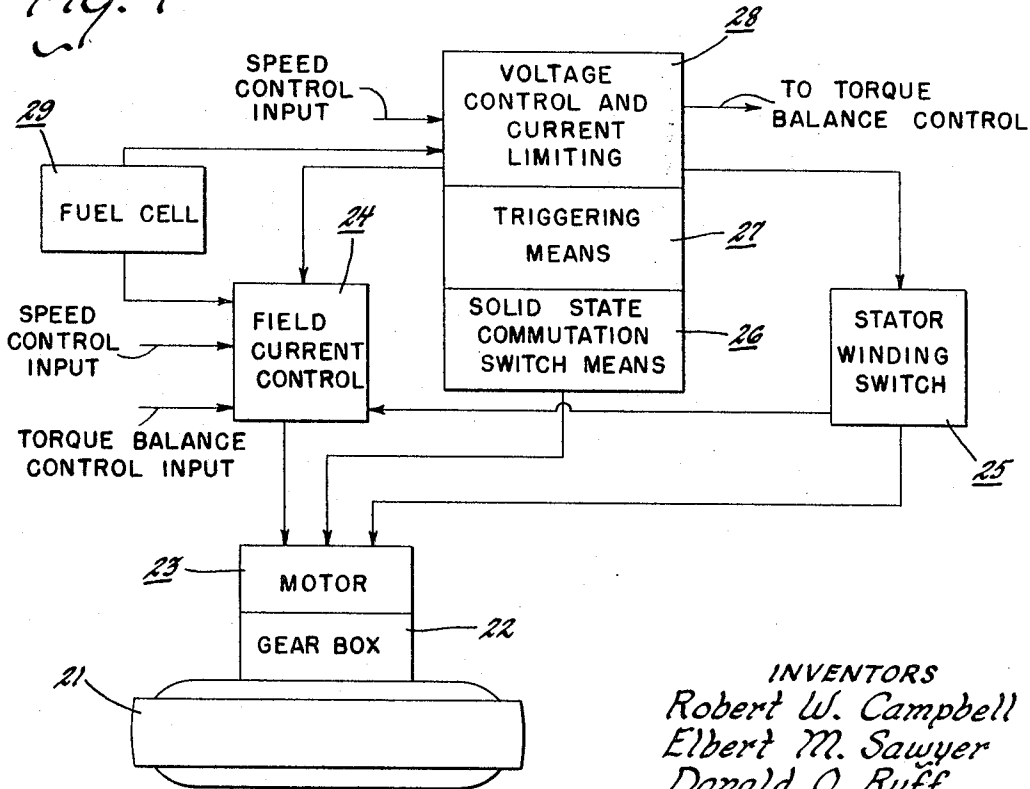 Fig. 1
28
SPEED
CONTROL
INPUT
VOLTAGE
CONTROL AND
CURRENT
LIMITING
TO TORQUE
BALANCE CONTROL
29
FUEL CELL
24
TRIGGERING
MEANS
27
SPEED
CONTROL
INPUT
FIELD
CURRENT
CONTROL
SOLID STATE
COMMUTATION
SWITCH MEANS
26
STATOR
WINDING
SWITCH
TORQUE BALANCE
CONTROL INPUT
25
23
MOTOR
GEAR BOX
22
21
INVENTORS
Robert W. Campbell
Elbert M. Sawyer
Donald O. Ruff